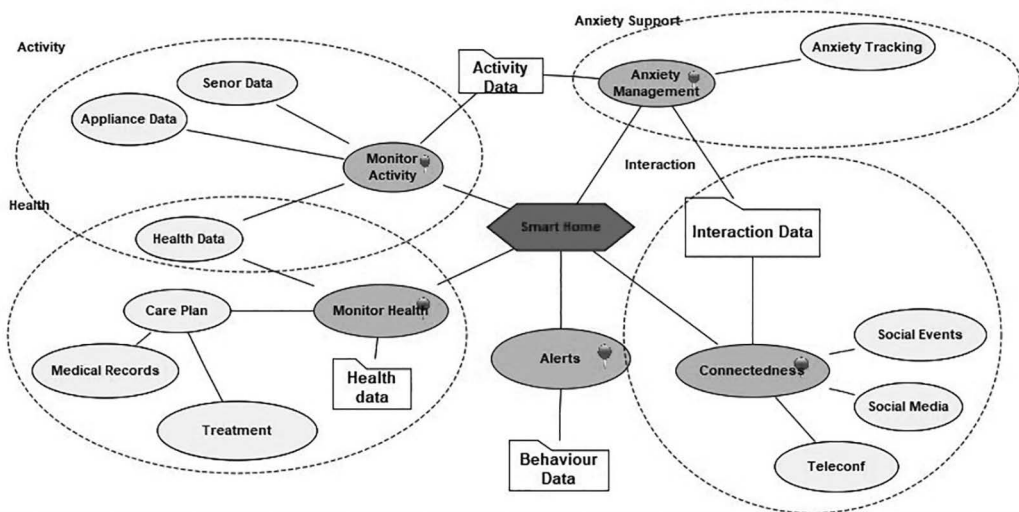 Anxiety Support
Activity
Anxiety Tracking
Activity
Data
Anxiety
Management
Senor Data
Appliance Data
Monitor
Activity
Interaction
Health
Smart Home
Interaction Data
Health Data
Care Plan
Monitor Health
Social Events
Medical Records
Health
data
Alerts
Connectedness
Social Media
Treatment
Behaviour
Data
Teleconf